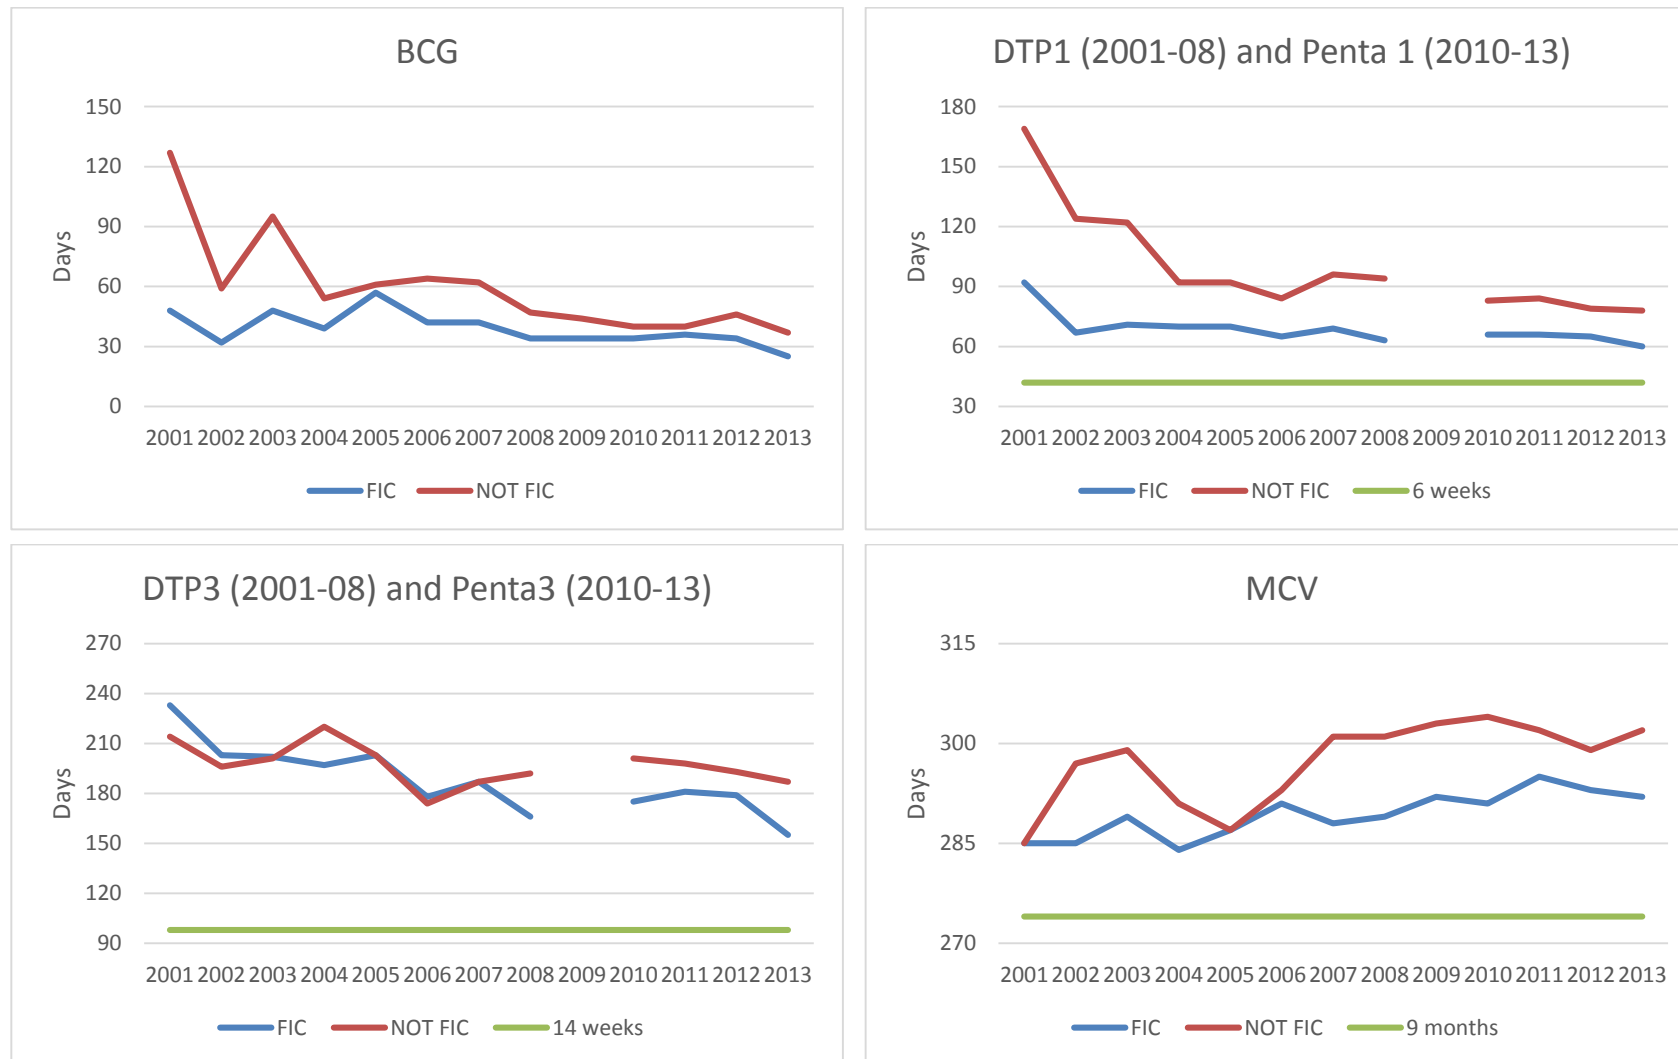 BCG
150
120
90
60
30
0
Days
2001 2002 2003 2004 2005 2006 2007 2008 2009 2010 2011 2012 2013
FIC NOT FIC
DTP1 (2001-08) and Penta 1 (2010-13)
180
150
120
90
60
30
Days
2001 2002 2003 2004 2005 2006 2007 2008 2009 2010 2011 2012 2013
FIC NOT FIC 6 weeks
DTP3 (2001-08) and Penta3 (2010-13)
270
240
210
180
150
120
90
Days
2001 2002 2003 2004 2005 2006 2007 2008 2009 2010 2011 2012 2013
FIC NOT FIC 14 weeks
MCV
315
300
285
270
Days
2001 2002 2003 2004 2005 2006 2007 2008 2009 2010 2011 2012 2013
FIC NOT FIC 9 months